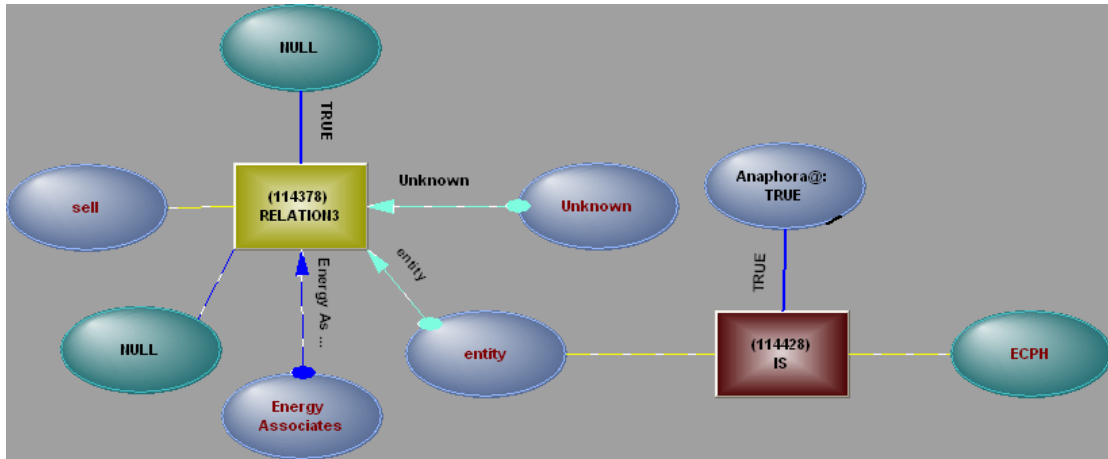 NULL
TRUE
sell
(114378)
RELATION3
Unknown
Unknown
Anaphora@:
TRUE
TRUE
entity
Energy As ...
NULL
entity
(114428)
IS
ECPH
Energy
Associates